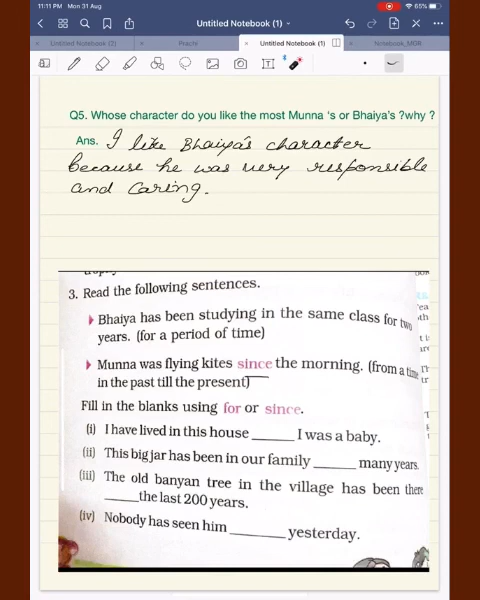 11:11 PM Mon 31 Aug
65%
Untitled Notebook (1)
Untitled Notebook (2)
Prachi
Untitled Notebook (1)
Notebook_MGR
Q5. Whose character do you like the most Munna 's or Bhaiya's ?why ?
Ans. I like Bhaiya's character
because he was very responsible
and caring.
3. Read the following sentences.
Bhaiya has been studying in the same class for two
years. (for a period of time)
Munna was flying kites since the morning. (from a time
in the past till the present)
Fill in the blanks using for or since.
(i) I have lived in this house ______ I was a baby.
(ii) This big jar has been in our family ______ many years.
(iii) The old banyan tree in the village has been there
_____the last 200 years.
(iv) Nobody has seen him ________ yesterday.